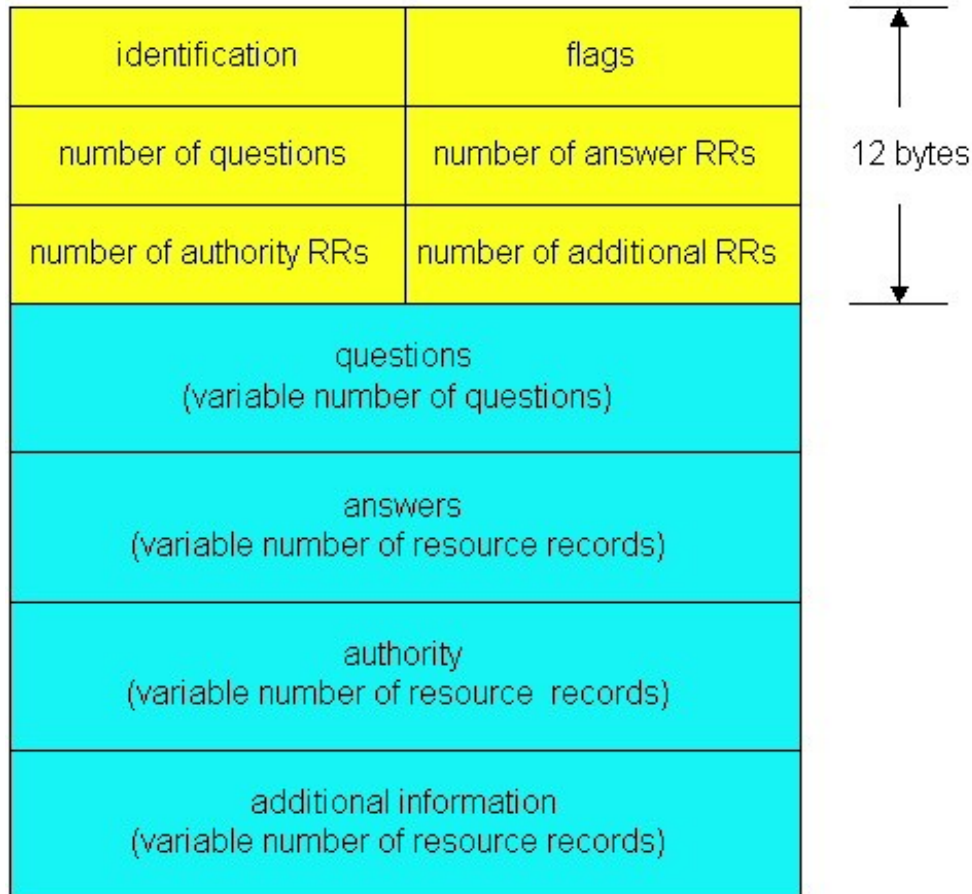 identification
flags
number of questions
number of answer RRs
12 bytes
number of authority RRs
number of additional RRs
questions
(variable number of questions)
answers
(variable number of resource records)
authority
(variable number of resource records)
additional information
(variable number of resource records)